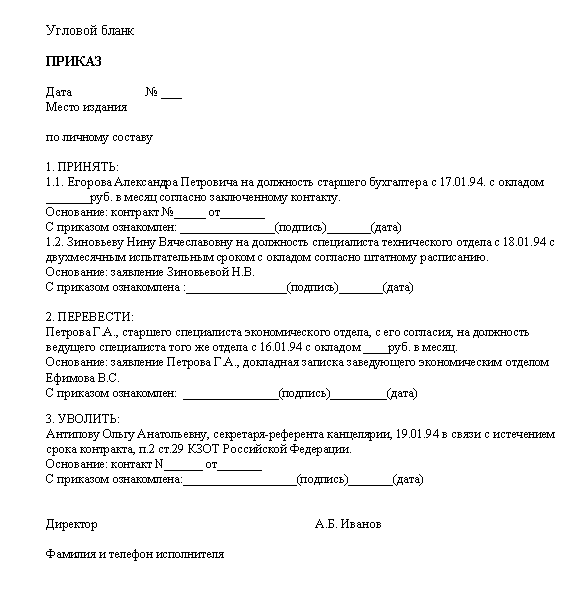 Угловой бланк
ПРИКАЗ
Дата № ___
Место издания
по личному составу
1. ПРИНЯТЬ:
1.1. Егорова Александра Петровича на должность старшего бухгалтера с 17.01.94. с окладом
_______руб. в месяц согласно заключенному контакту.
Основание: контракт №_____ от_______
С приказом ознакомлен: _______________(подпись)_______(дата)
1.2. Зиновьеву Нину Вячеславовну на должность специалиста технического отдела с 18.01.94 с
двухмесячным испытательным сроком с окладом согласно штатному расписанию.
Основание: заявление Зиновьевой Н.В.
С приказом ознакомлен :________________(подпись)_______(дата)
2. ПЕРЕВЕСТИ:
Петрова Г.А., старшего специалиста экономического отдела, с его согласия, на должность
ведущего специалиста того же отдела с 16.01.94 с окладом ____руб. в месяц.
Основание: заявление Петрова Г.А., докладная записка заведующего экономическим отделом
Ефимова В.С.
С приказом ознакомлен: _______________(подпись)_______(дата)
3. УВОЛИТЬ:
Антипову Ольгу Анатольевну, секретаря-референта канцелярии, 19.01.94 в связи с истечением
срока контракта, п.2 ст.29 КЗОТ Российской Федерации.
Основание: контакт N______ от_______
С приказом ознакомлена:__________________(подпись)_______(дата)
Директор А.Б. Иванов
Фамилия и телефон исполнителя